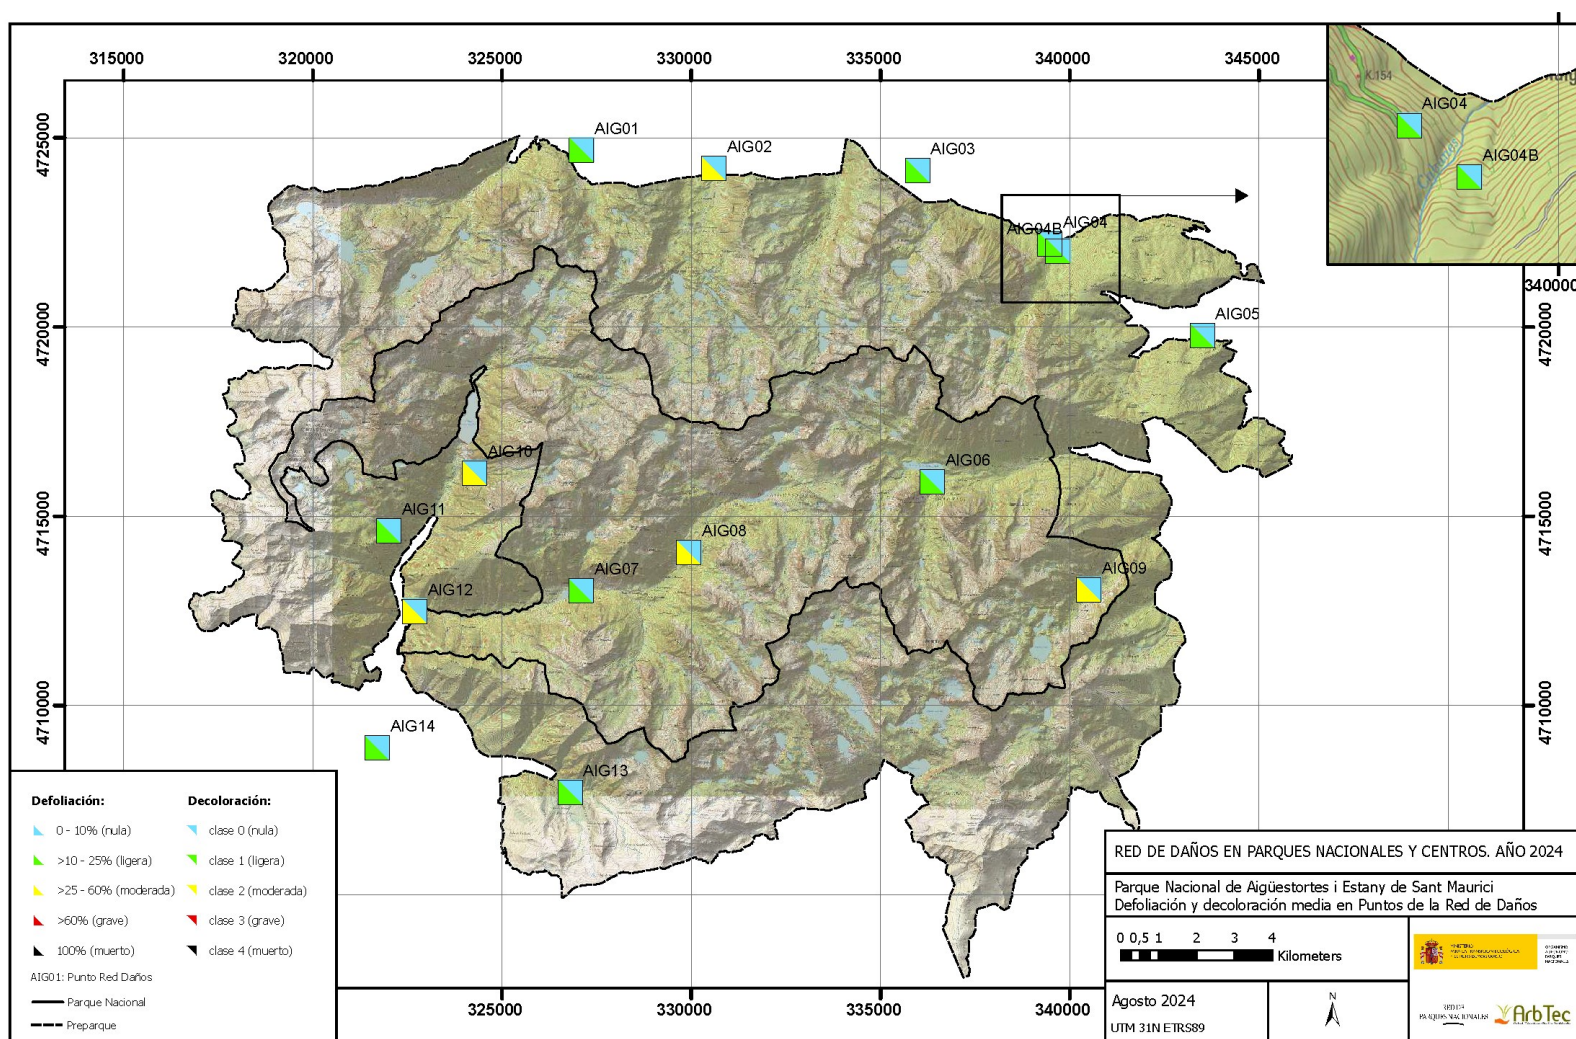 315000
320000
325000
330000
335000
340000
345000
4725000
4720000
4715000
4710000
340000
4720000
4715000
4710000
325000
330000
335000
340000
K.154
AIG04
AIG04B
AIG01
AIG02
AIG03
AIG04B
AIG04
AIG05
AIG10
AIG06
AIG11
AIG08
AIG07
AIG09
AIG12
AIG14
AIG13
Defoliación:
0 - 10% (nula)
>10 - 25% (ligera)
>25 - 60% (moderada)
>60% (grave)
100% (muerto)
Decoloración:
clase 0 (nula)
clase 1 (ligera)
clase 2 (moderada)
clase 3 (grave)
clase 4 (muerto)
AIG01: Punto Red Daños
Parque Nacional
Preparque
RED DE DAÑOS EN PARQUES NACIONALES Y CENTROS. AÑO 2024
Parque Nacional de Aigüestortes i Estany de Sant Maurici
Defoliación y decoloración media en Puntos de la Red de Daños
0 0,5 1 2 3 4
Kilometers
Agosto 2024
UTM 31N ETRS89
N
RED DE
PARQUES NACIONALES
ArbTec